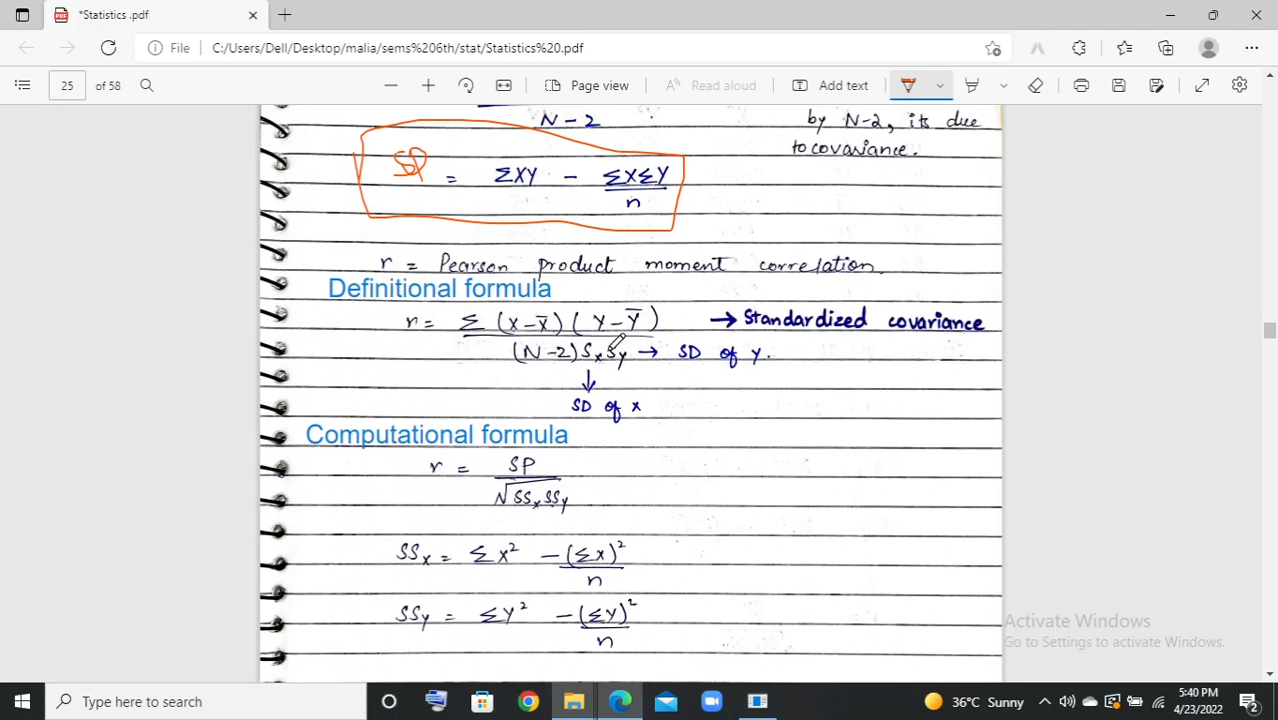 *Statistics .pdf
File C:/Users/Dell/Desktop/malia/sems%206th/stat/Statistics%20.pdf
25 of 58 Page view Read aloud Add text
N-2
by N-2, its due
to covariance.
SP = ΣXY - ΣXΣY
n
r = Pearson product moment correlation
Definitional formula
r = Σ (X-X̅) (Y-Y̅) → Standardized covariance
(N-2) SxSy → SD of y.
↓
SD of x
Computational formula
r = SP
√SSx SSy
SSx = Σx² - (Σx)²
n
SSy = ΣY² - (ΣY)²
n
Activate Windows
Go to Settings to activate Windows.
Type here to search
36°C Sunny
5:40 PM
4/23/2022
2